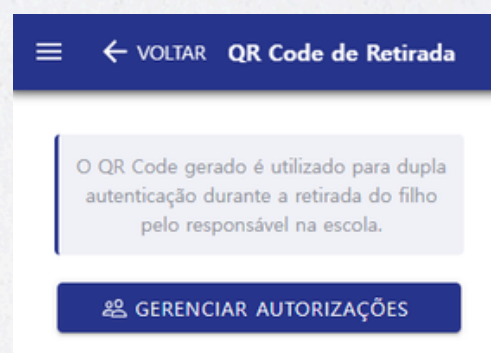 VOLTAR QR Code de Retirada
O QR Code gerado é utilizado para dupla
autenticação durante a retirada do filho
pelo responsável na escola.
GERENCIAR AUTORIZAÇÕES